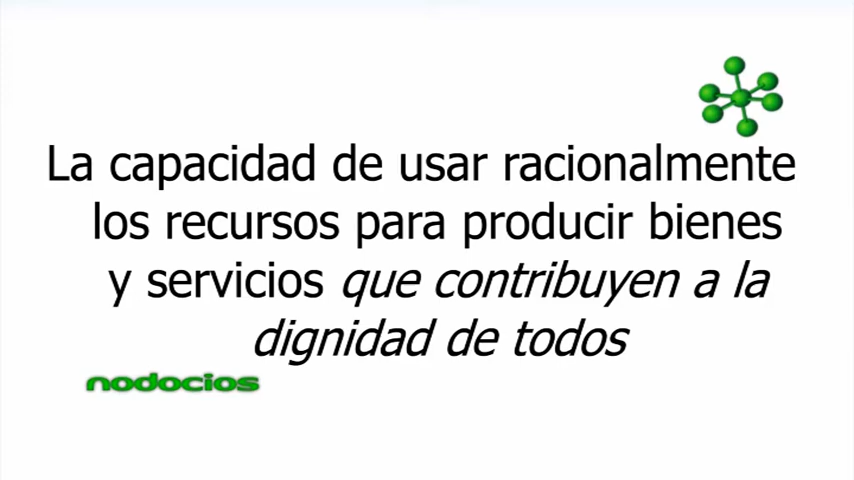 La capacidad de usar racionalmente
los recursos para producir bienes
y servicios que contribuyen a la
dignidad de todos
nodocios